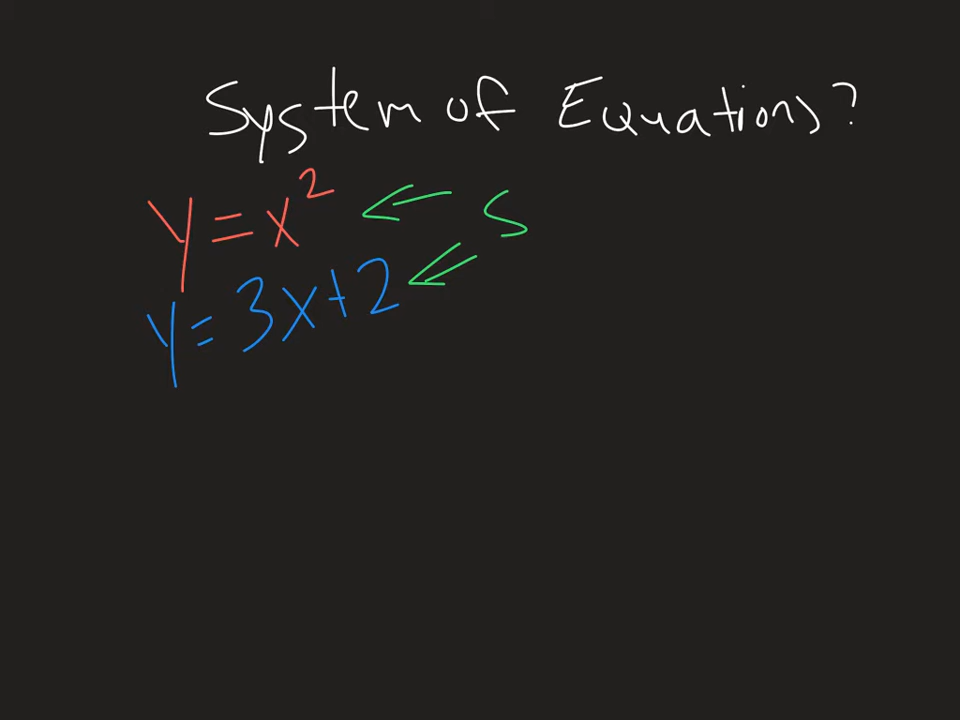 System of Equations?
y = x² ← s
y = 3x+2 ←